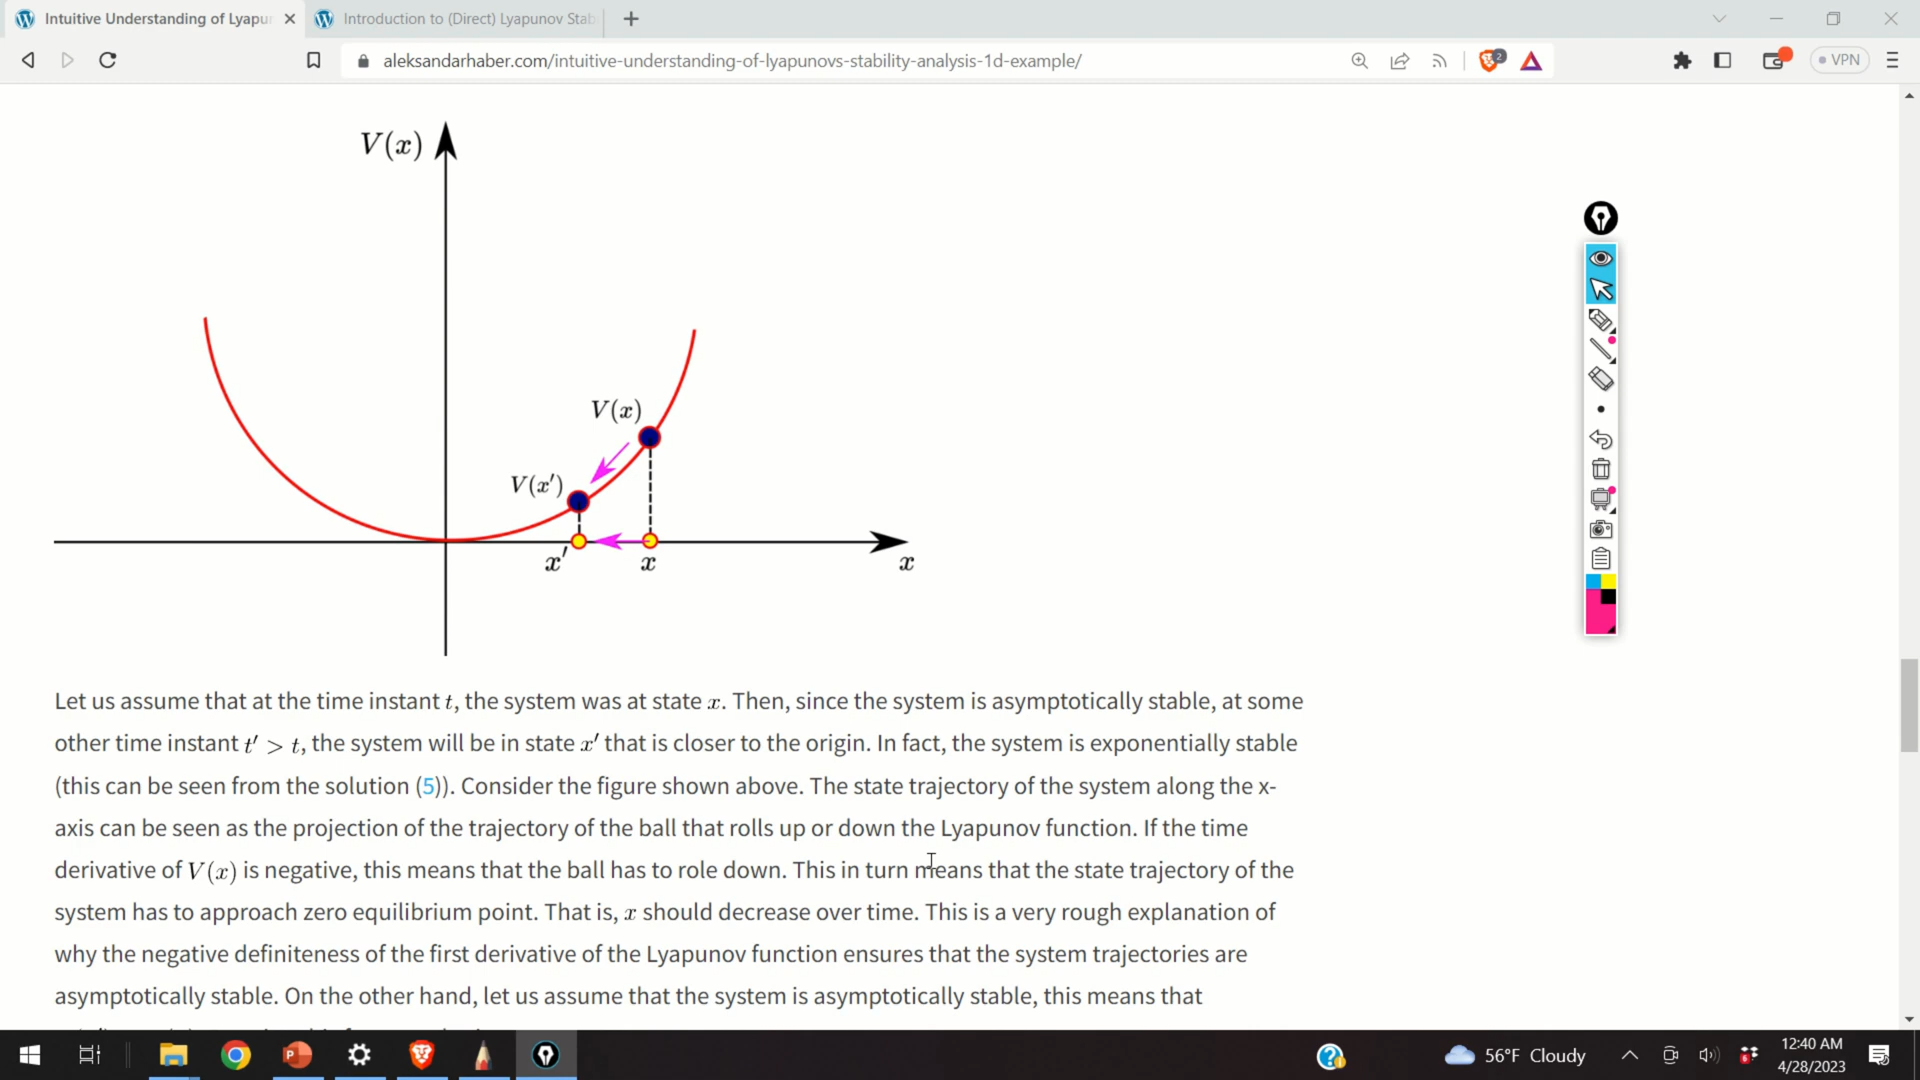 Intuitive Understanding of Lyapun
Introduction to (Direct) Lyapunov Stab
aleksandarhaber.com/intuitive-understanding-of-lyapunovs-stability-analysis-1d-example/
2
VPN
V(x)
V(x)
V(x′)
x′
x
x
Let us assume that at the time instant t, the system was at state x. Then, since the system is asymptotically stable, at some
other time instant t′ > t, the system will be in state x′ that is closer to the origin. In fact, the system is exponentially stable
(this can be seen from the solution (5)). Consider the figure shown above. The state trajectory of the system along the x-
axis can be seen as the projection of the trajectory of the ball that rolls up or down the Lyapunov function. If the time
derivative of V(x) is negative, this means that the ball has to role down. This in turn means that the state trajectory of the
system has to approach zero equilibrium point. That is, x should decrease over time. This is a very rough explanation of
why the negative definiteness of the first derivative of the Lyapunov function ensures that the system trajectories are
asymptotically stable. On the other hand, let us assume that the system is asymptotically stable, this means that
56°F Cloudy
12:40 AM
4/28/2023